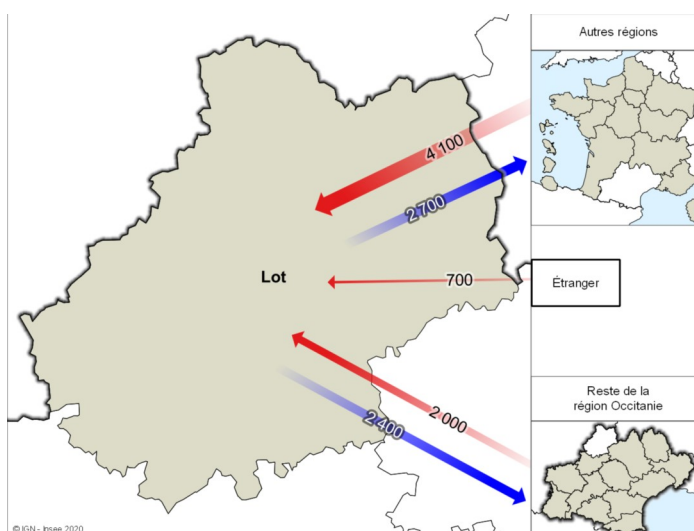 Autres régions
4 100
2 700
Lot
700
Étranger
2 000
2 400
Reste de la
région Occitanie
© IGN - Insee 2020